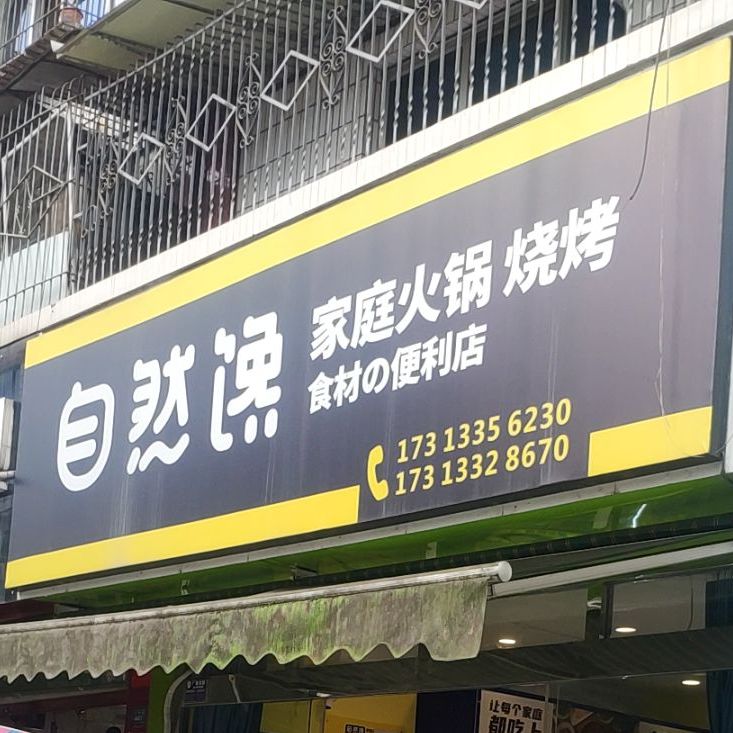 自然馋
家庭火锅 烧烤
食材の便利店
173 1335 6230
173 1332 8670
让每个家庭
都吃上